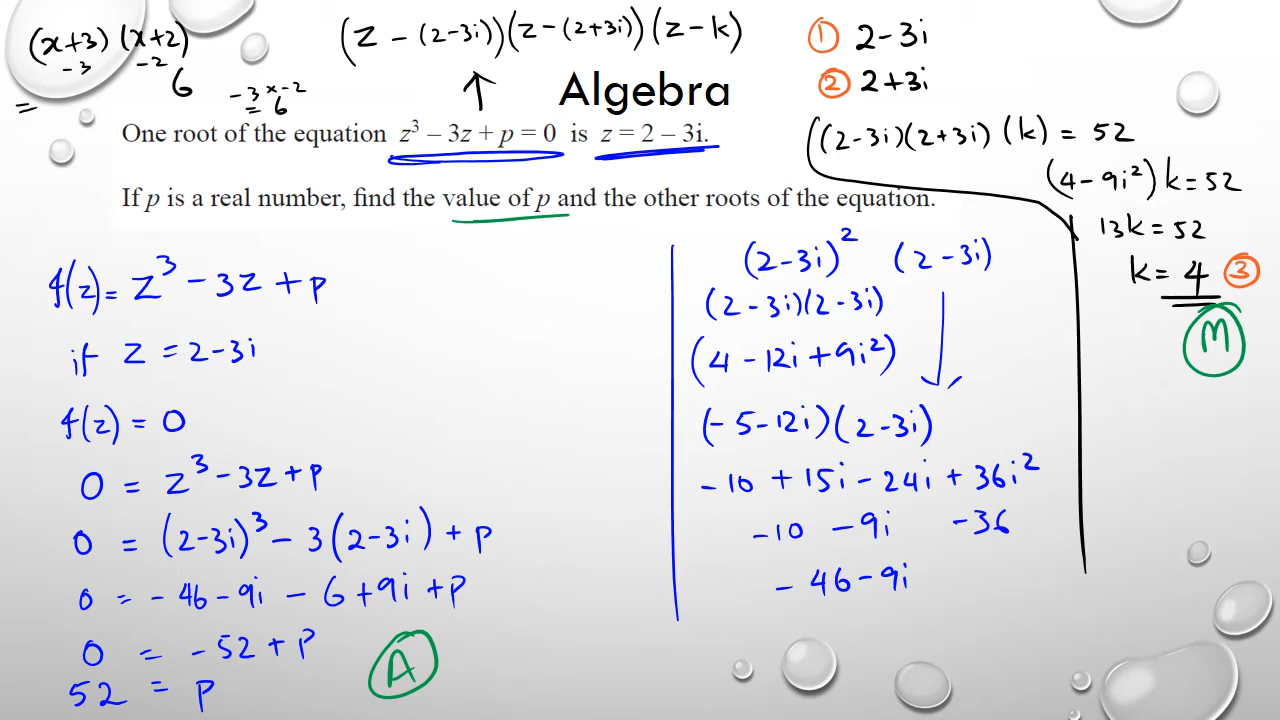 (x+3) (x+2)
-3 -2
= 6
-3 x -2
= 6
(z - (2-3i))(z - (2+3i)) (z - k)
↑
① 2-3i
② 2+3i
Algebra
One root of the equation z³ – 3z + p = 0 is z = 2 – 3i.
If p is a real number, find the value of p and the other roots of the equation.
((2-3i)(2+3i) (k) = 52
(4-9i²) k = 52
13k = 52
k = 4 ③
M
f(z) = z³ - 3z + p
if z = 2-3i
f(z) = 0
0 = z³ - 3z + p
0 = (2-3i)³ - 3(2-3i) + p
0 = -46 - 9i - 6 + 9i + p
0 = -52 + p
52 = p
A
(2-3i)² (2-3i)
(2-3i)(2-3i)
(4 - 12i + 9i²)
(-5-12i)(2-3i)
-10 + 15i - 24i + 36i²
-10 - 9i -36
-46 - 9i